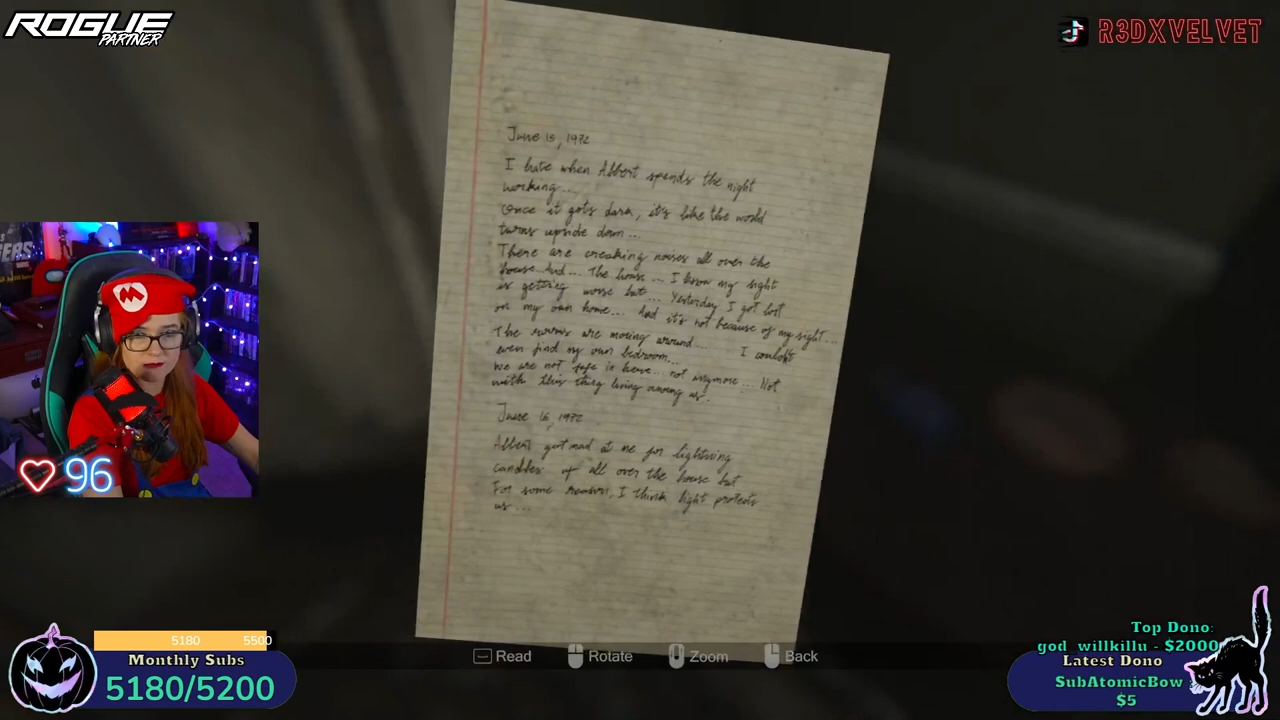 ROGUE
PARTNER
R3DXVELVET
June 15, 1972
I hate when Albert spends the night
working...
Once it gets dark, it's like the world
turns upside down...
There are creaking noises all over the
house. And... The house... I know my sight
is getting worse but... Yesterday I got lost
in my own home... And it's not because of my sight...
The rooms are moving around... I couldn't
even find my own bedroom...
We are not safe in here... not anymore... Not
with this thing living among us.
June 16, 1972
Albert got mad at me for lightning
candles up all over the house but
For some reason, I think light protects
us...
96
5180
5500
Monthly Subs
5180/5200
Read
Rotate
Zoom
Back
Top Dono:
god_willkillu - $2000
Latest Dono
SubAtomicBow
$5